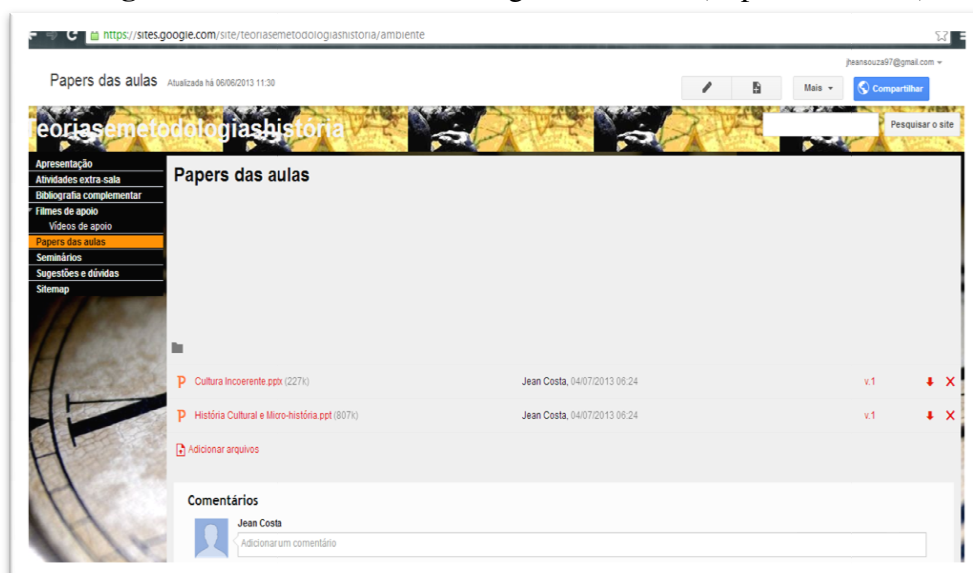 https://sites.google.com/site/teoriasemetodologiashistoria/ambiente
jheansouza97@gmail.com
Papers das aulas Atualizada há 06/06/2013 11:30
Mais
Compartilhar
Teoriasemetodologiashistória
Pesquisar o site
Apresentação
Atividades extra-sala
Bibliografia complementar
Filmes de apoio
Vídeos de apoio
Papers das aulas
Seminários
Sugestões e dúvidas
Sitemap
Papers das aulas
Cultura Incoerente.pptx (227k) Jean Costa, 04/07/2013 06:24 v.1
História Cultural e Micro-história.ppt (807k) Jean Costa, 04/07/2013 06:24 v.1
Adicionar arquivos
Comentários
Jean Costa
Adicionar um comentário